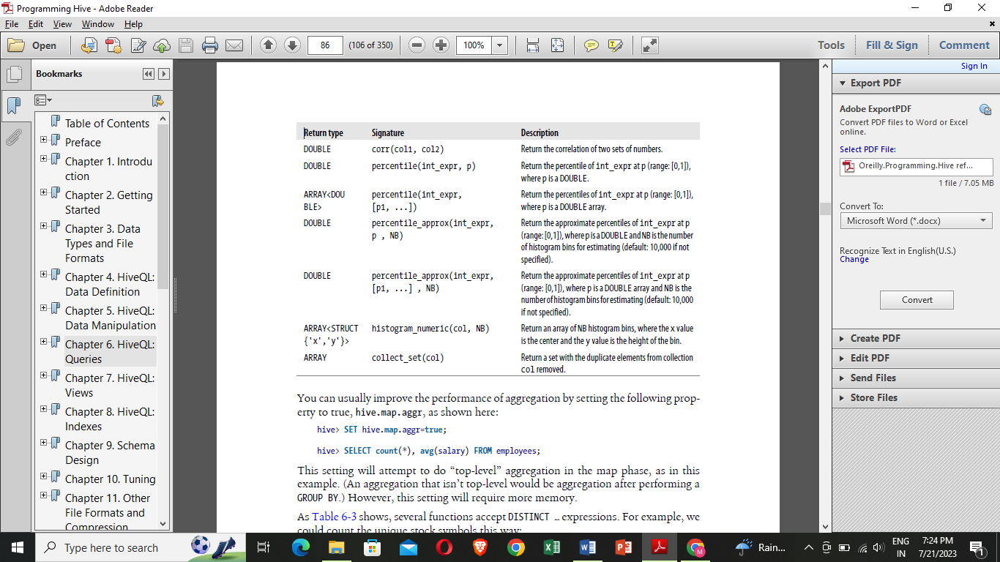 Programming Hive - Adobe Reader
File Edit View Window Help
Open
86
(106 of 350)
100%
Tools
Fill & Sign
Comment
Bookmarks
Table of Contents
Preface
Chapter 1. Introdu
ction
Chapter 2. Getting
Started
Chapter 3. Data
Types and File
Formats
Chapter 4. HiveQL:
Data Definition
Chapter 5. HiveQL:
Data Manipulation
Chapter 6. HiveQL:
Queries
Chapter 7. HiveQL:
Views
Chapter 8. HiveQL:
Indexes
Chapter 9. Schema
Design
Chapter 10. Tuning
Chapter 11. Other
File Formats and
Compression
Return type Signature Description
DOUBLE corr(col1, col2) Return the correlation of two sets of numbers.
DOUBLE percentile(int_expr, p) Return the percentile of int_expr at p (range: [0,1]),
where p is a DOUBLE.
ARRAY<DOU percentile(int_expr, Return the percentiles of int_expr at p (range: [0,1]),
BLE> [p1, ...]) where p is a DOUBLE array.
DOUBLE percentile_approx(int_expr, Return the approximate percentiles of int_expr at p
p , NB) (range: [0,1]), where p is a DOUBLE and NB is the number
of histogram bins for estimating (default: 10,000 if not
specified).
DOUBLE percentile_approx(int_expr, Return the approximate percentiles of int_expr at p
[p1, ...] , NB) (range: [0,1]), where p is a DOUBLE array and NB is the
number of histogram bins for estimating (default: 10,000
if not specified).
ARRAY<STRUCT histogram_numeric(col, NB) Return an array of NB histogram bins, where the x value
{'x','y'}> is the center and the y value is the height of the bin.
ARRAY collect_set(col) Return a set with the duplicate elements from collection
col removed.
You can usually improve the performance of aggregation by setting the following prop-
erty to true, hive.map.aggr, as shown here:
hive> SET hive.map.aggr=true;
hive> SELECT count(*), avg(salary) FROM employees;
This setting will attempt to do “top-level” aggregation in the map phase, as in this
example. (An aggregation that isn’t top-level would be aggregation after performing a
GROUP BY.) However, this setting will require more memory.
As Table 6-3 shows, several functions accept DISTINCT … expressions. For example, we
could count the unique stock symbols this way:
Sign In
Export PDF
Adobe ExportPDF
Convert PDF files to Word or Excel
online.
Select PDF File:
Oreilly.Programming.Hive ref...
1 file / 7.05 MB
Convert To:
Microsoft Word (*.docx)
Recognize Text in English(U.S.)
Change
Convert
Create PDF
Edit PDF
Send Files
Store Files
Type here to search
Rain...
ENG
IN
7:24 PM
7/21/2023
1